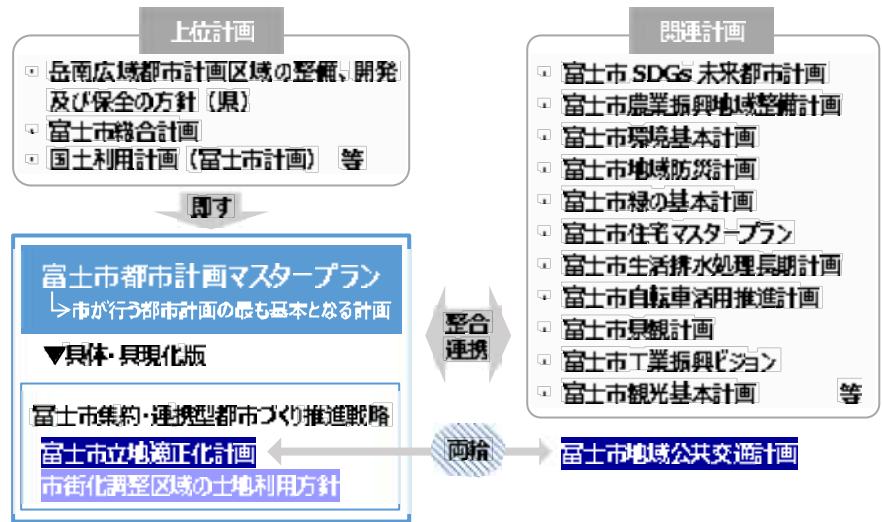 上位計画
・ 岳南広域都市計画区域の整備、開発
及び保全の方針（県）
・ 富士市総合計画
・ 国土利用計画（富士市計画） 等
即す
富士市都市計画マスタープラン
└>市が行う都市計画の最も基本となる計画
▼具体・具現化版
富士市集約・連携型都市づくり推進戦略
富士市立地適正化計画
市街化調整区域の土地利用方針
整合
連携
両輪
関連計画
・ 富士市 SDGs 未来都市計画
・ 富士市農業振興地域整備計画
・ 富士市環境基本計画
・ 富士市地域防災計画
・ 富士市緑の基本計画
・ 富士市住宅マスタープラン
・ 富士市生活排水処理長期計画
・ 富士市自転車活用推進計画
・ 富士市景観計画
・ 富士市工業振興ビジョン
・ 富士市観光基本計画 等
富士市地域公共交通計画